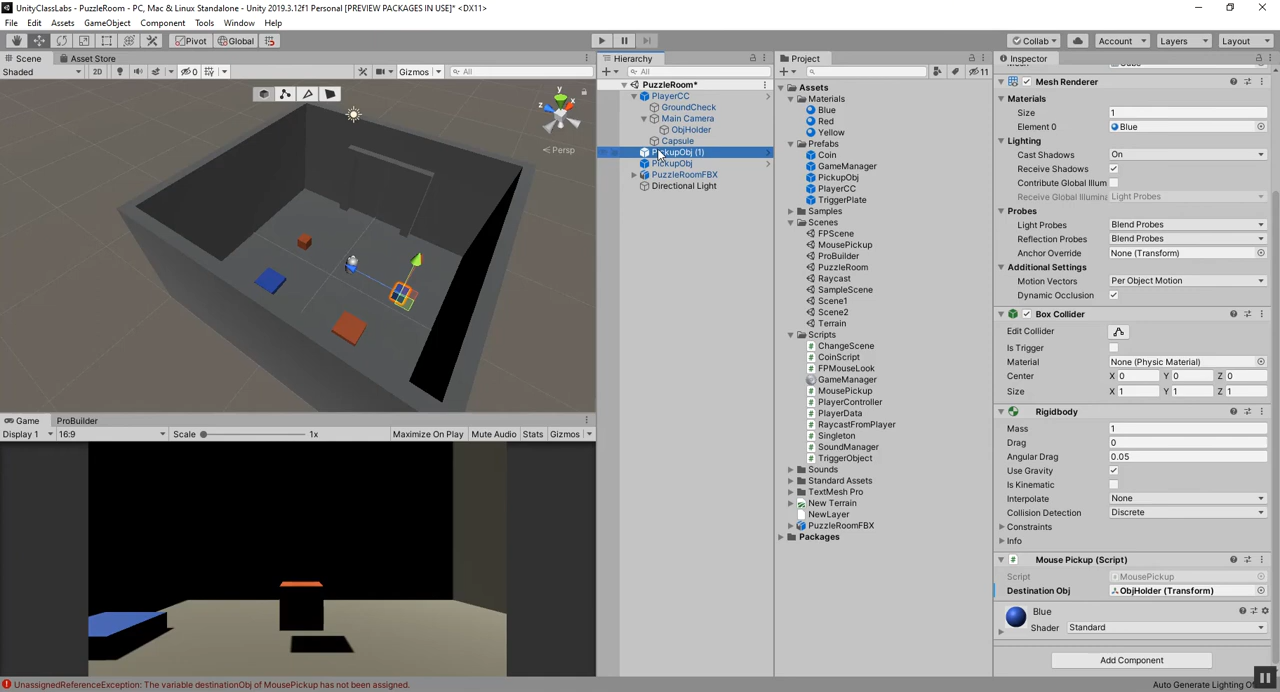 UnityClassLabs - PuzzleRoom - PC, Mac & Linux Standalone - Unity 2019.3.12f1 Personal [PREVIEW PACKAGES IN USE]* <DX11>
File Edit Assets GameObject Component Tools Window Help
Pivot Global Collab Account Layers Layout
Scene Asset Store
Shaded 2D 0 Gizmos All
y
x
z
Persp
Game ProBuilder
Display 1 16:9 Scale 1x Maximize On Play Mute Audio Stats Gizmos
Hierarchy
All
PuzzleRoom*
PlayerCC
GroundCheck
Main Camera
ObjHolder
Capsule
PickupObj (1)
PickupObj
PuzzleRoomFBX
Directional Light
Project
11
Assets
Materials
Blue
Red
Yellow
Prefabs
Coin
GameManager
PickupObj
PlayerCC
TriggerPlate
Samples
Scenes
FPScene
MousePickup
ProBuilder
PuzzleRoom
Raycast
SampleScene
Scene1
Scene2
Terrain
Scripts
ChangeScene
CoinScript
FPMouseLook
GameManager
MousePickup
PlayerController
PlayerData
RaycastFromPlayer
Singleton
SoundManager
TriggerObject
Sounds
Standard Assets
TextMesh Pro
New Terrain
NewLayer
PuzzleRoomFBX
Packages
Inspector
Mesh Renderer
Materials
Size 1
Element 0 Blue
Lighting
Cast Shadows On
Receive Shadows
Contribute Global Illum
Receive Global Illumina Light Probes
Probes
Light Probes Blend Probes
Reflection Probes Blend Probes
Anchor Override None (Transform)
Additional Settings
Motion Vectors Per Object Motion
Dynamic Occlusion
Box Collider
Edit Collider
Is Trigger
Material None (Physic Material)
Center X 0 Y 0 Z 0
Size X 1 Y 1 Z 1
Rigidbody
Mass 1
Drag 0
Angular Drag 0.05
Use Gravity
Is Kinematic
Interpolate None
Collision Detection Discrete
Constraints
Info
Mouse Pickup (Script)
Script MousePickup
Destination Obj ObjHolder (Transform)
Blue
Shader Standard
Add Component
UnassignedReferenceException: The variable destinationObj of MousePickup has not been assigned.
Auto Generate Lighting